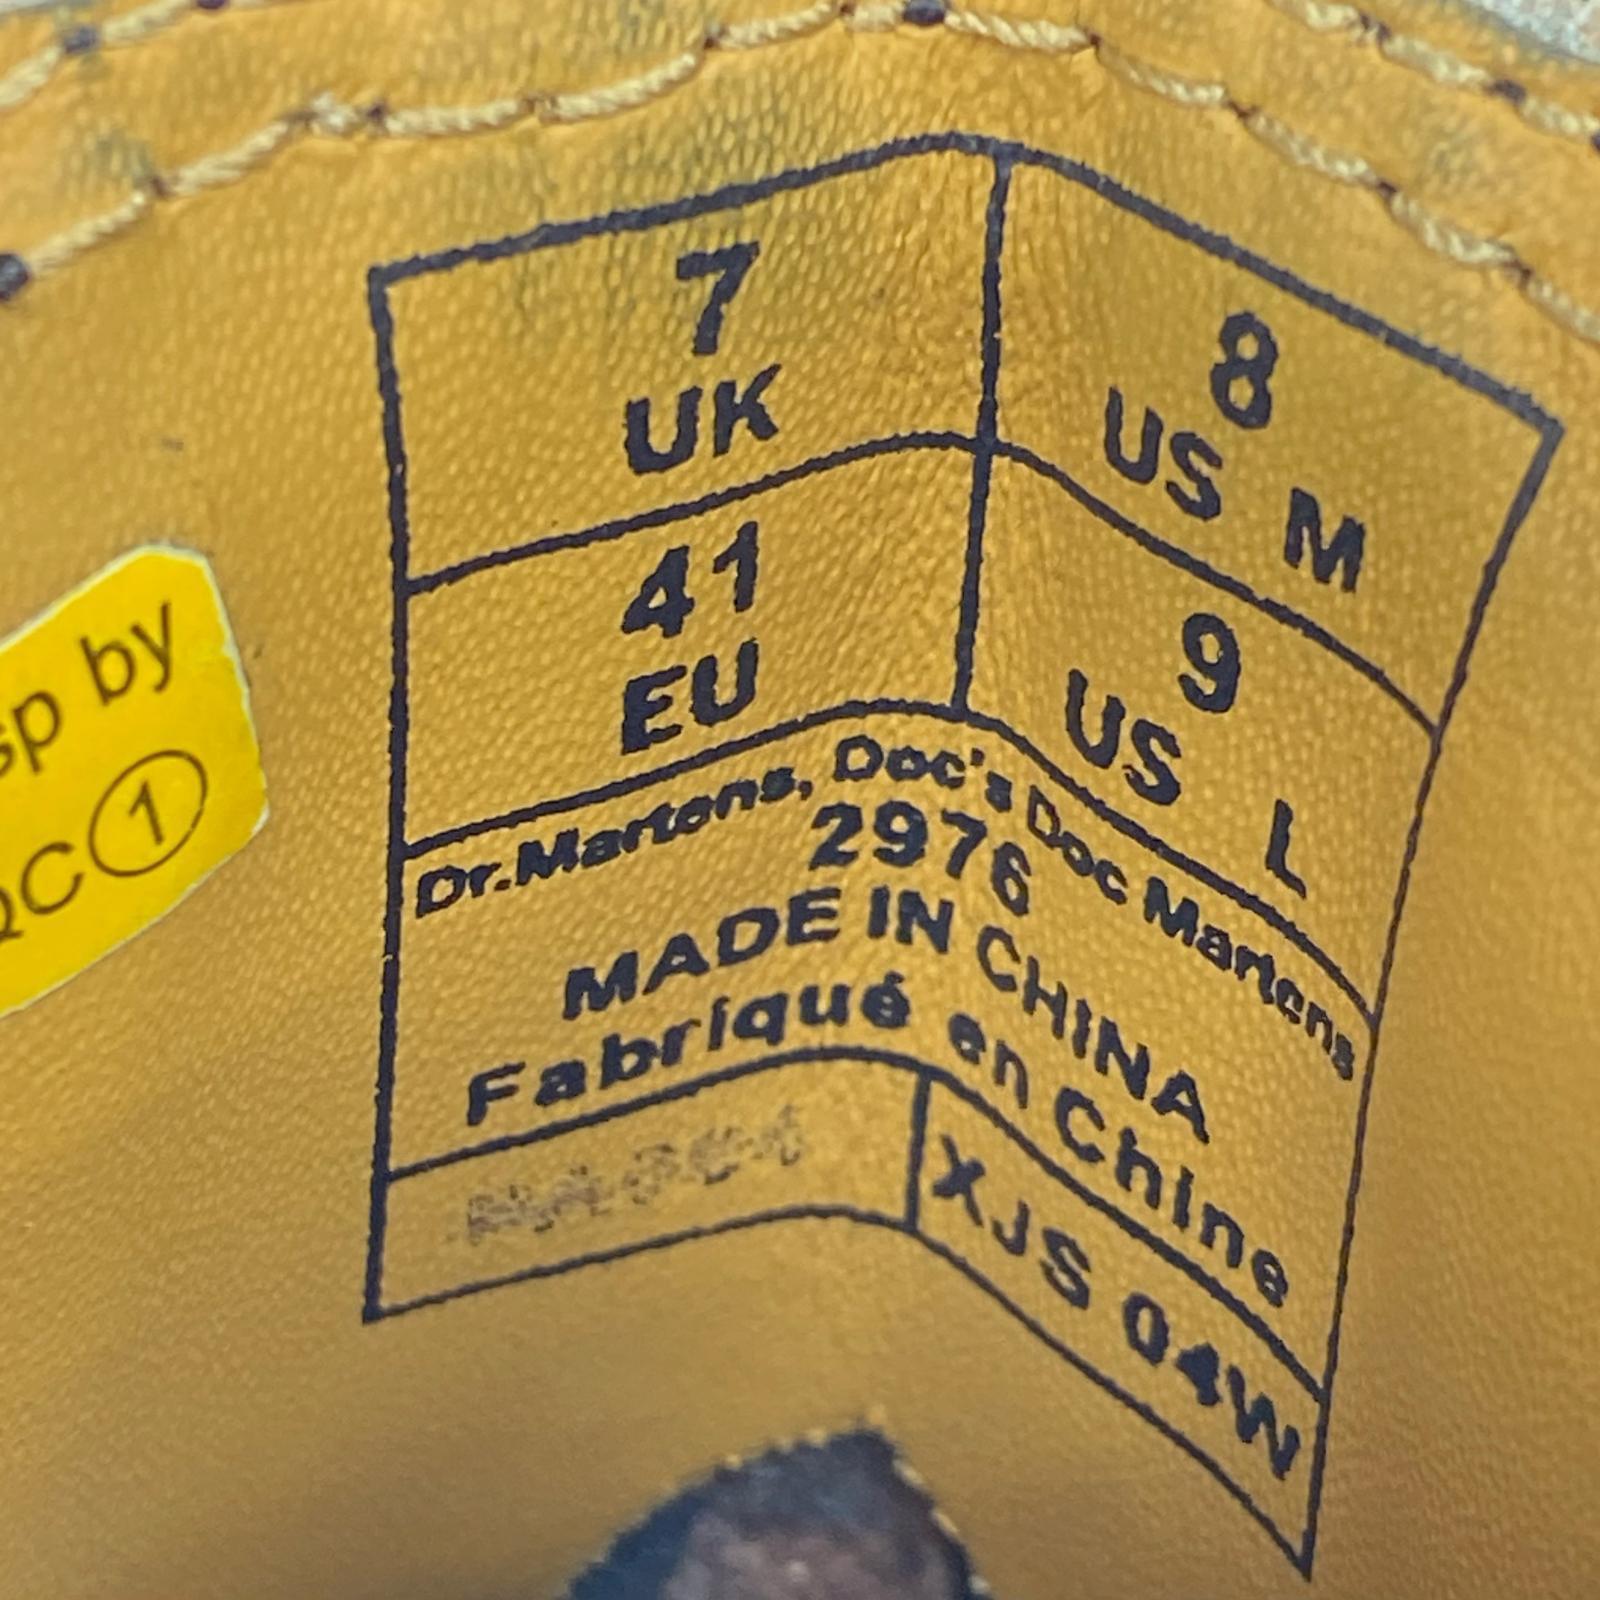 7
UK
8
US M
41
EU
9
US L
Dr.Martens, Doc's Doc Martens
2976
MADE IN CHINA
Fabriqué en Chine
XJS 04W
by
QC 1